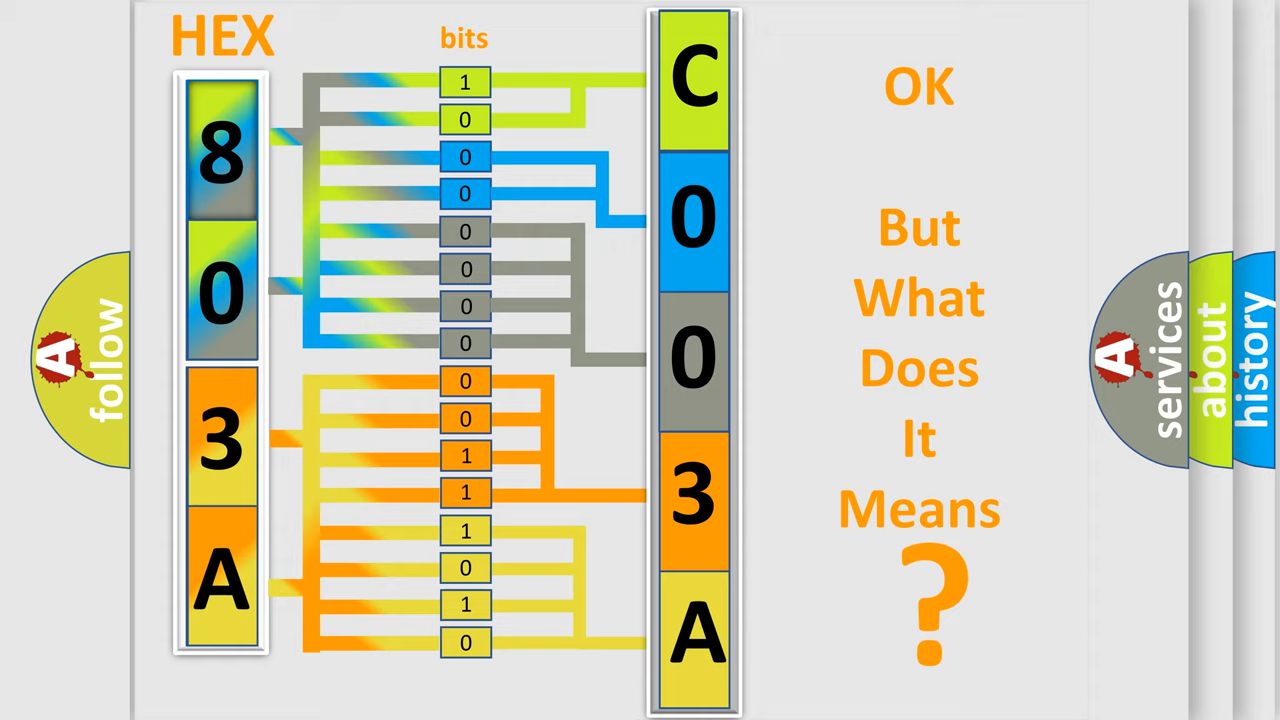 HEX
bits
8
0
3
A
1
0
0
0
0
0
0
0
0
0
1
1
1
0
1
0
C
0
0
3
A
OK
But
What
Does
It
Means
?
A
follow
A
services
about
history